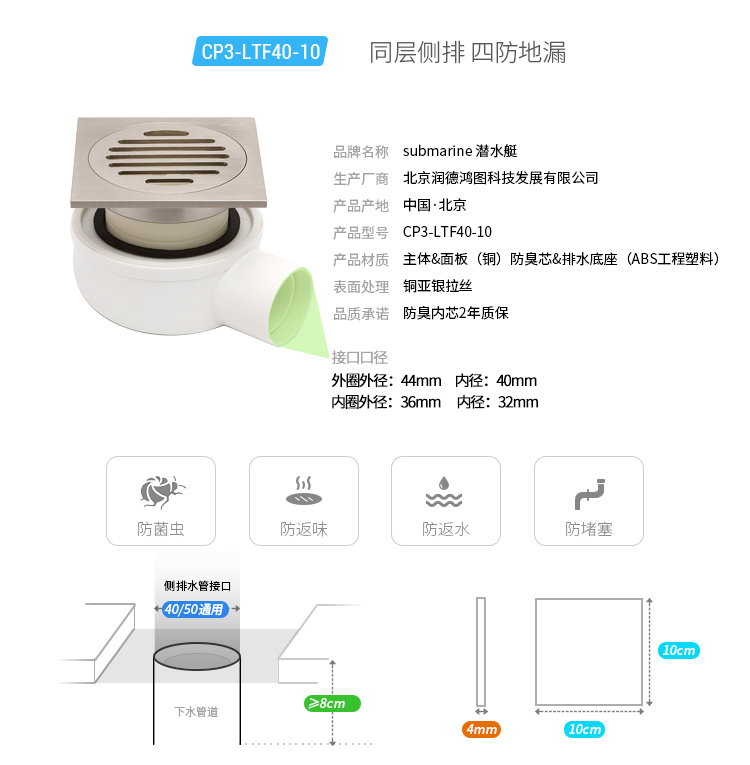 CP3-LTF40-10 同层侧排 四防地漏
品牌名称 submarine 潜水艇
生产厂商 北京润德鸿图科技发展有限公司
产品产地 中国·北京
产品型号 CP3-LTF40-10
产品材质 主体&面板（铜）防臭芯&排水底座（ABS工程塑料）
表面处理 铜亚银拉丝
品质承诺 防臭内芯2年质保
接口口径
外圈外径：44mm 内径：40mm
内圈外径：36mm 内径：32mm
防菌虫 防返味 防返水 防堵塞
侧排水管接口
40/50通用
下水管道
≥8cm
4mm
10cm
10cm